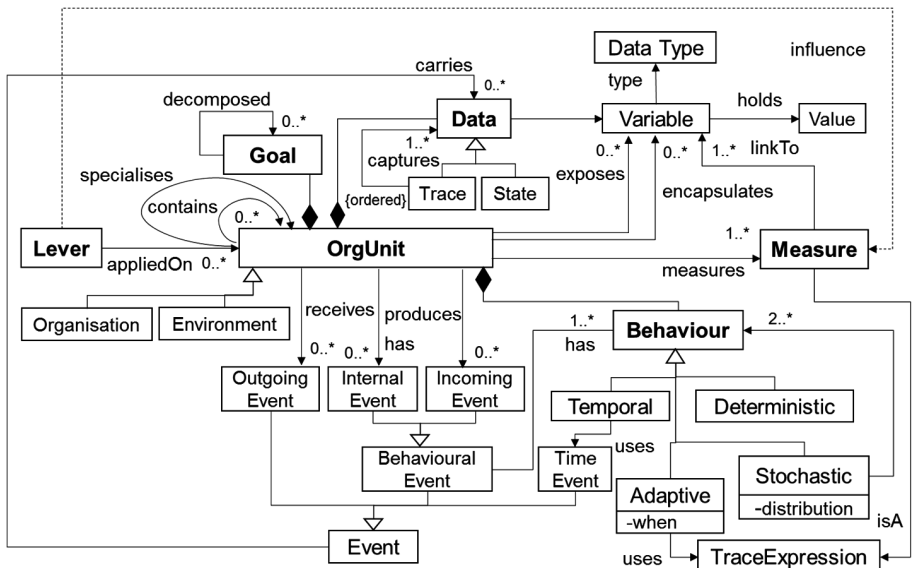 Data Type
influence
carries
0..*
type
decomposed
0..*
Data
Variable
holds
Value
1..*
Goal
captures
0..*
0..*
1..*
linkTo
exposes
specialises
Trace
State
encapsulates
{ordered}
contains
0..*
1..*
Lever
OrgUnit
Measure
appliedOn
0..*
measures
Organisation
Environment
receives
produces
has
1..*
has
Behaviour
2..*
0..*
0..*
0..*
Outgoing
Event
Internal
Event
Incoming
Event
Temporal
Deterministic
uses
Behavioural
Event
Time
Event
Stochastic
-distribution
Adaptive
-when
isA
Event
uses
TraceExpression